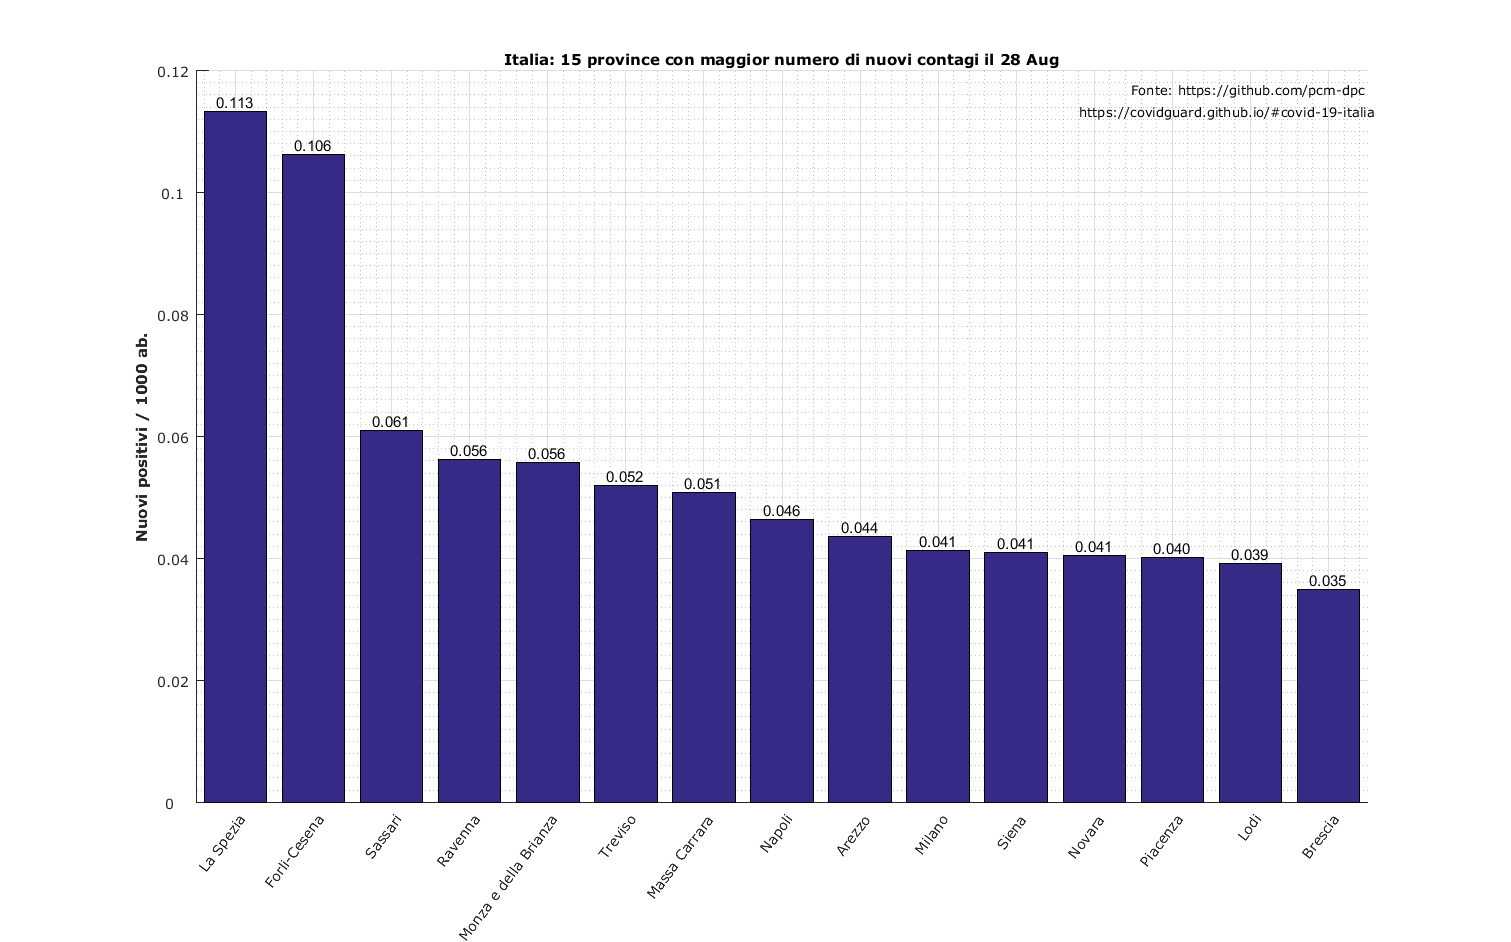 Italia: 15 province con maggior numero di nuovi contagi il 28 Aug
Fonte: https://github.com/pcm-dpc
https://covidguard.github.io/#covid-19-italia
Nuovi positivi / 1000 ab.
0.12
0.1
0.08
0.06
0.04
0.02
0
0.113
0.106
0.061
0.056
0.056
0.052
0.051
0.046
0.044
0.041
0.041
0.041
0.040
0.039
0.035
La Spezia
Forlì-Cesena
Sassari
Ravenna
Monza e della Brianza
Treviso
Massa Carrara
Napoli
Arezzo
Milano
Siena
Novara
Piacenza
Lodi
Brescia